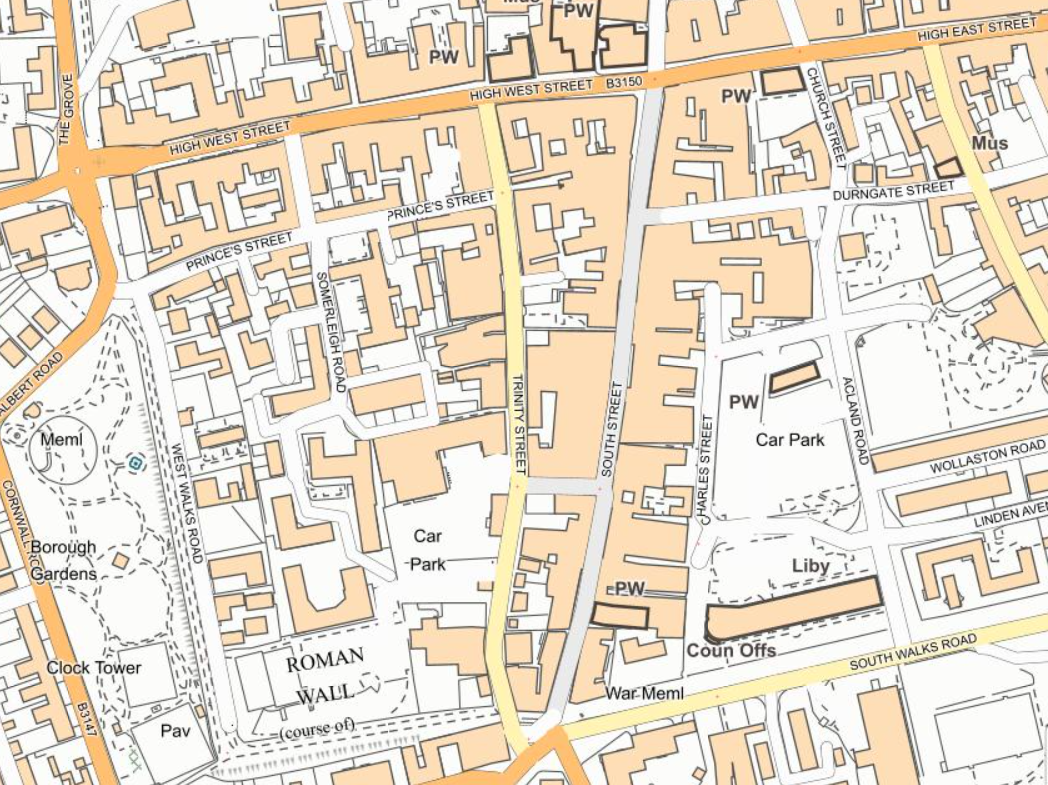 Mus
PW
HIGH EAST STREET
PW
THE GROVE
HIGH WEST STREET
B3150
PW
CHURCH STREET
HIGH WEST STREET
Mus
DURNGATE STREET
PRINCE'S STREET
PRINCE'S STREET
SOMERLEIGH ROAD
ALBERT ROAD
TRINITY STREET
SOUTH STREET
PW
ACLAND ROAD
Meml
Car Park
CHARLES STREET
WOLLASTON ROAD
WEST WALKS ROAD
CORNWALL
LINDEN AVEN
Car
Park
Borough
Gardens
Liby
PW
ROMAN
WALL
(course of)
Coun Offs
SOUTH WALKS ROAD
Clock Tower
War Meml
B3147
Pav